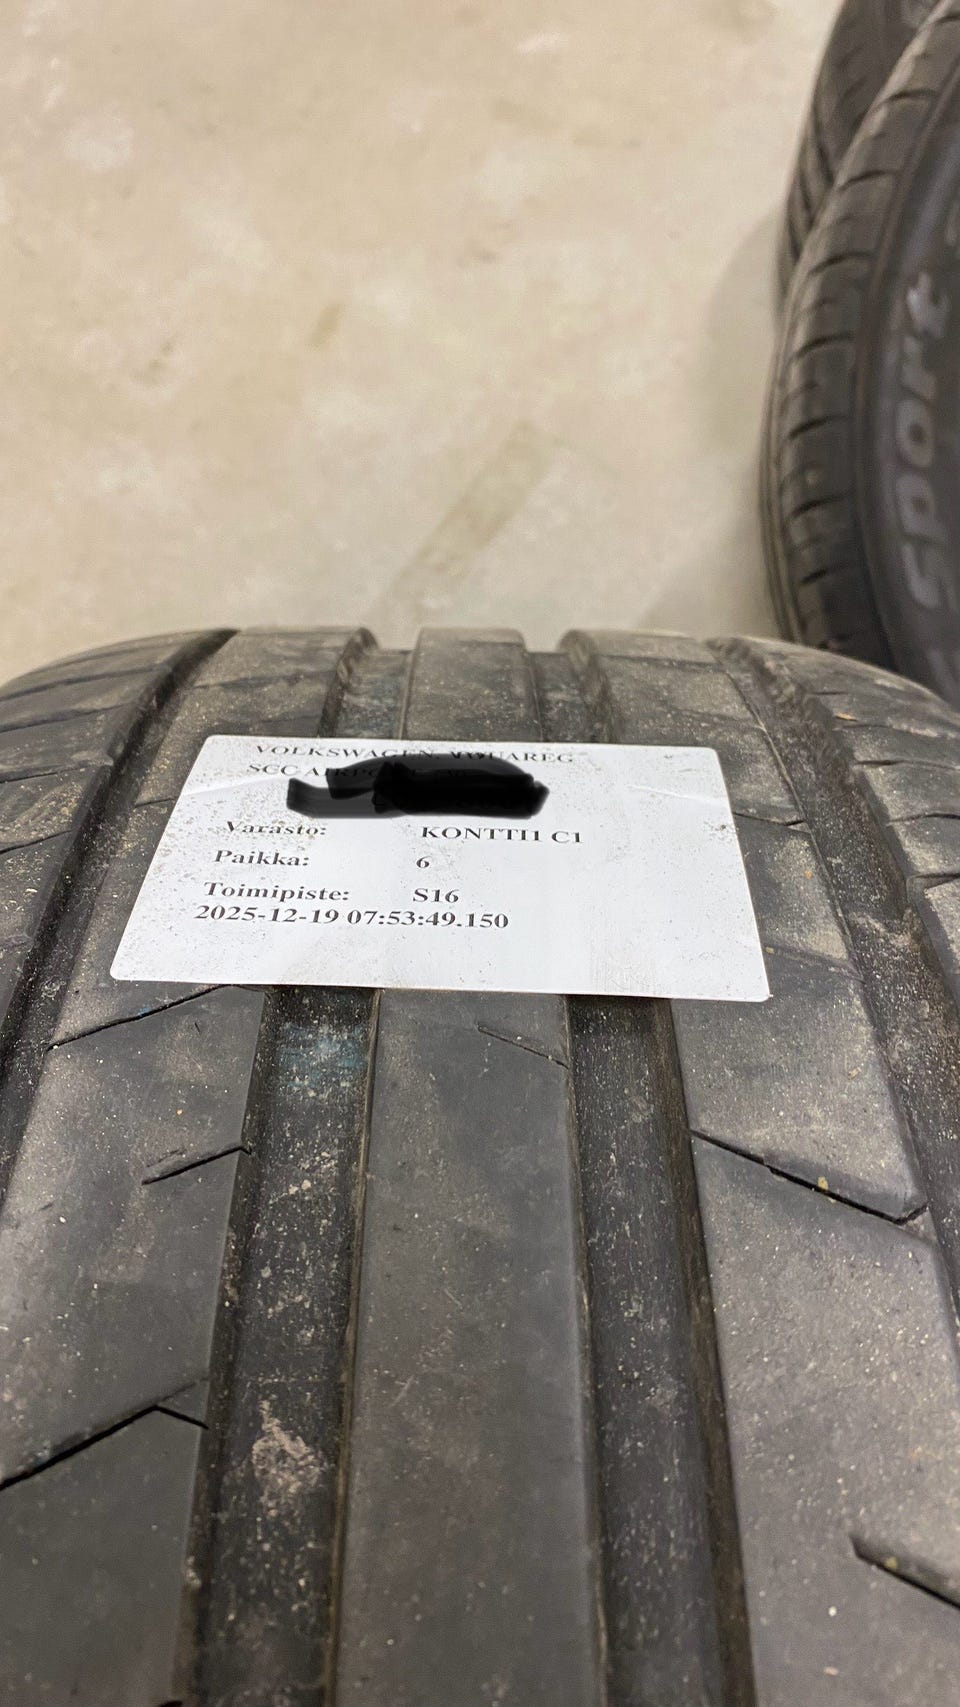 VOLKSWAGEN, TOUAREG
SCC
Varasto: KONTTI1 C1
Paikka: 6
Toimipiste: S16
2025-12-19 07:53:49.150
sport